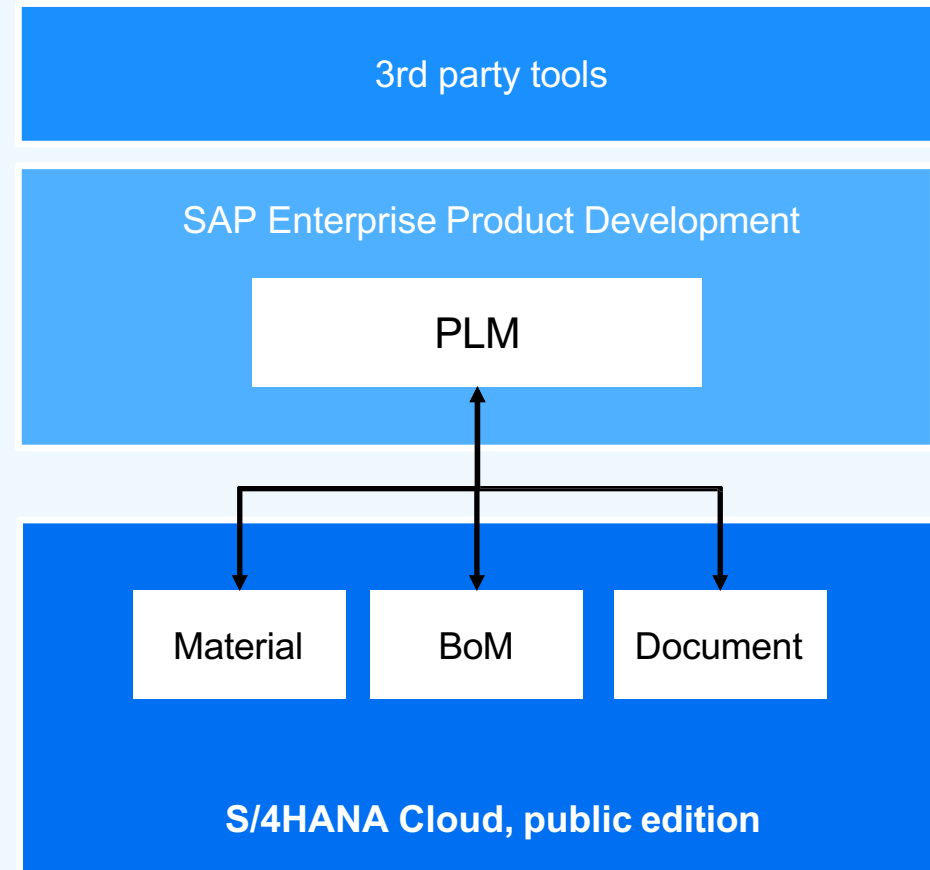 3rd party tools
SAP Enterprise Product Development
PLM
Material
BoM
Document
S/4HANA Cloud, public edition